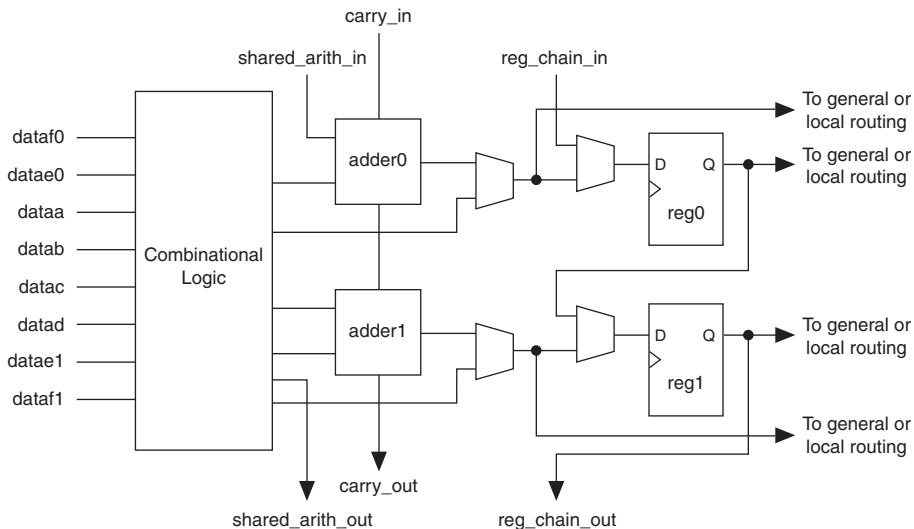 carry_in
shared_arith_in
reg_chain_in
To general or
local routing
dataf0
adder0
D
Q
To general or
local routing
datae0
dataa
reg0
datab
Combinational
Logic
datac
datad
adder1
D
Q
To general or
local routing
datae1
reg1
dataf1
To general or
local routing
carry_out
shared_arith_out
reg_chain_out